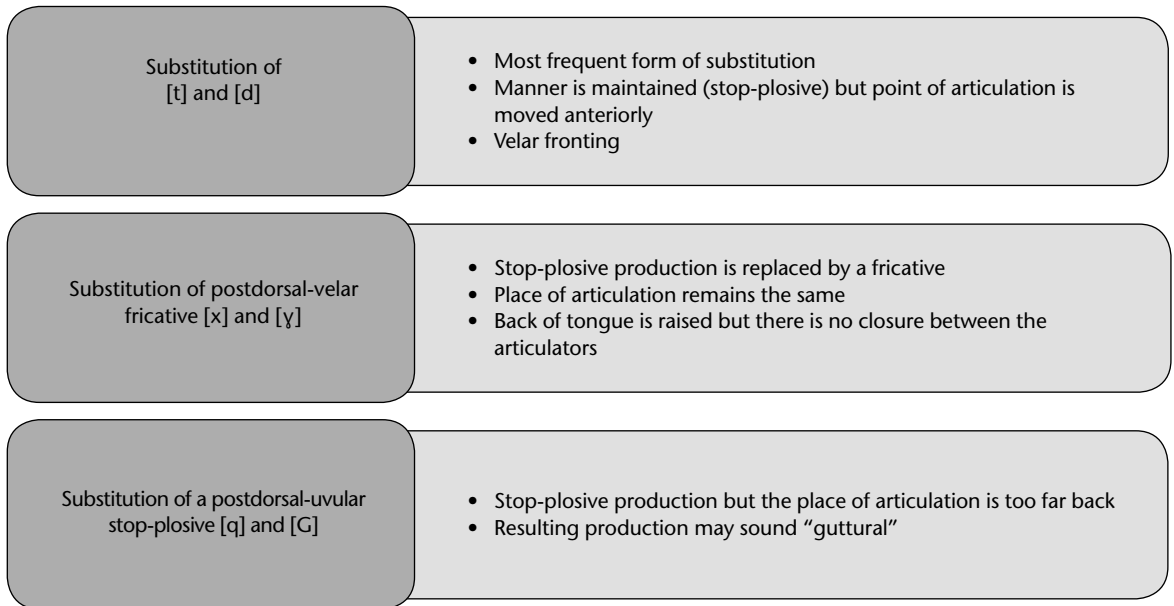 Substitution of
[t] and [d]
• Most frequent form of substitution
• Manner is maintained (stop-plosive) but point of articulation is
moved anteriorly
• Velar fronting
Substitution of postdorsal-velar
fricative [x] and [ɣ]
• Stop-plosive production is replaced by a fricative
• Place of articulation remains the same
• Back of tongue is raised but there is no closure between the
articulators
Substitution of a postdorsal-uvular
stop-plosive [q] and [G]
• Stop-plosive production but the place of articulation is too far back
• Resulting production may sound “guttural”